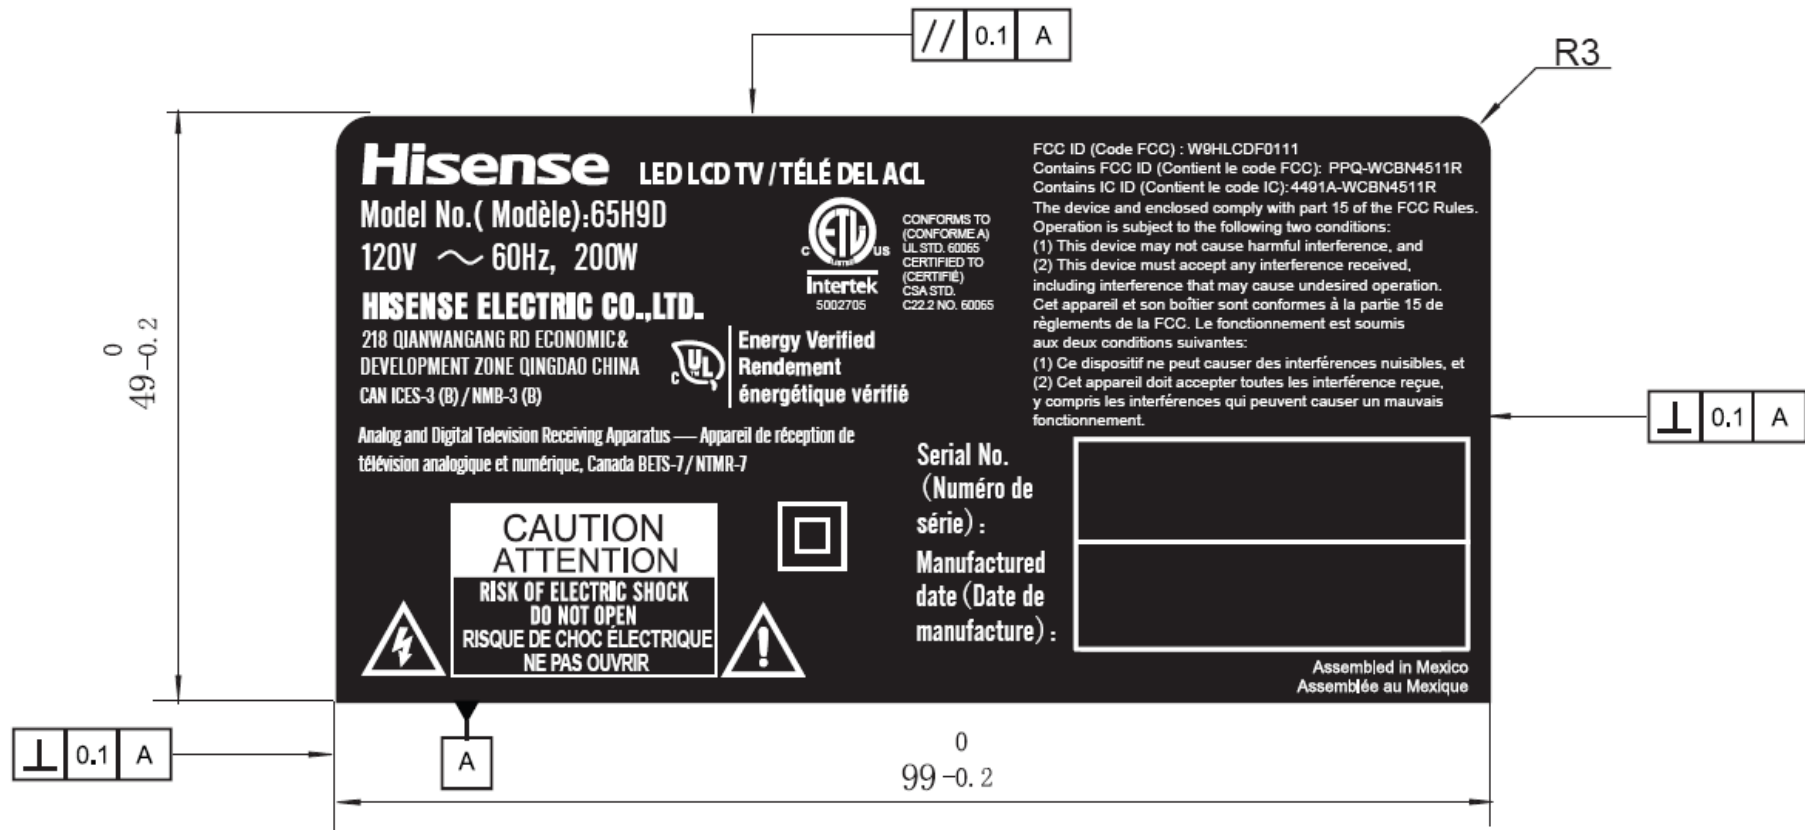 // 0.1 A
R3
Hisense LED LCD TV / TÉLÉ DEL ACL
Model No.( Modèle):65H9D
120V ～ 60Hz, 200W
HISENSE ELECTRIC CO.,LTD.
218 QIANWANGANG RD ECONOMIC &
DEVELOPMENT ZONE QINGDAO CHINA
CAN ICES-3 (B) / NMB-3 (B)
C ETL US
LISTED
Intertek
5002705
CONFORMS TO
(CONFORME A)
UL STD. 60065
CERTIFIED TO
(CERTIFIÉ)
CSA STD.
C22.2 NO. 60065
C UL TM
Energy Verified
Rendement
énergétique vérifié
Analog and Digital Television Receiving Apparatus — Appareil de réception de
télévision analogique et numérique, Canada BETS-7 / NTMR-7
FCC ID (Code FCC) : W9HLCDF0111
Contains FCC ID (Contient le code FCC): PPQ-WCBN4511R
Contains IC ID (Contient le code IC):4491A-WCBN4511R
The device and enclosed comply with part 15 of the FCC Rules.
Operation is subject to the following two conditions:
(1) This device may not cause harmful interference, and
(2) This device must accept any interference received,
including interference that may cause undesired operation.
Cet appareil et son boîtier sont conformes à la partie 15 de
règlements de la FCC. Le fonctionnement est soumis
aux deux conditions suivantes:
(1) Ce dispositif ne peut causer des interférences nuisibles, et
(2) Cet appareil doit accepter toutes les interférence reçue,
y compris les interférences qui peuvent causer un mauvais
fonctionnement.
CAUTION
ATTENTION
RISK OF ELECTRIC SHOCK
DO NOT OPEN
RISQUE DE CHOC ÉLECTRIQUE
NE PAS OUVRIR
!
Serial No.
(Numéro de
série) :
Manufactured
date (Date de
manufacture) :
Assembled in Mexico
Assemblée au Mexique
0
49-0.2
⊥ 0.1 A
⊥ 0.1 A
A
0
99-0.2